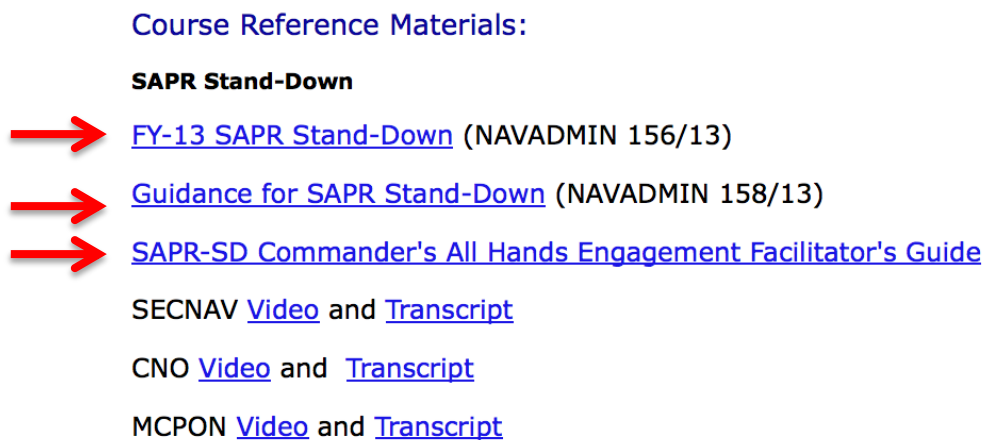 Course Reference Materials:
SAPR Stand-Down
FY-13 SAPR Stand-Down (NAVADMIN 156/13)
Guidance for SAPR Stand-Down (NAVADMIN 158/13)
SAPR-SD Commander's All Hands Engagement Facilitator's Guide
SECNAV Video and Transcript
CNO Video and Transcript
MCPON Video and Transcript